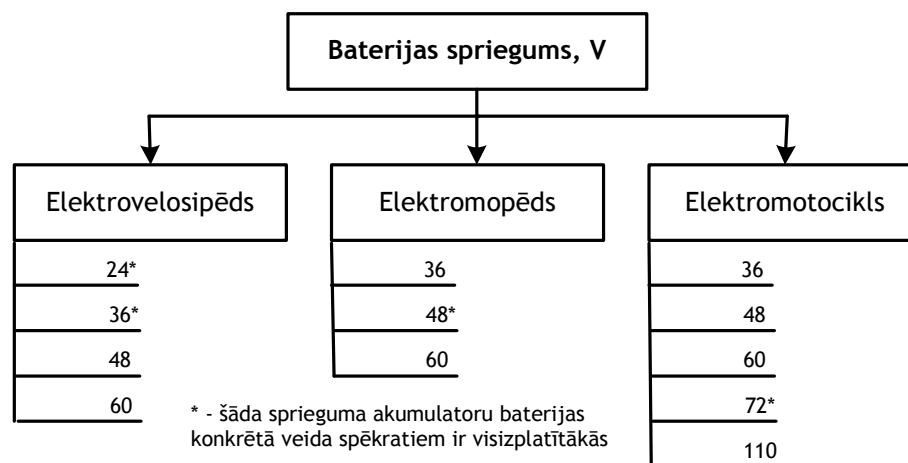 Baterijas spriegums, V
Elektrovelosipēds
24*
36*
48
60
Elektromopēds
36
48*
60
Elektromotocikls
36
48
60
72*
110
* - šāda sprieguma akumulatoru baterijas
konkrētā veida spēkratiem ir visizplatītākās